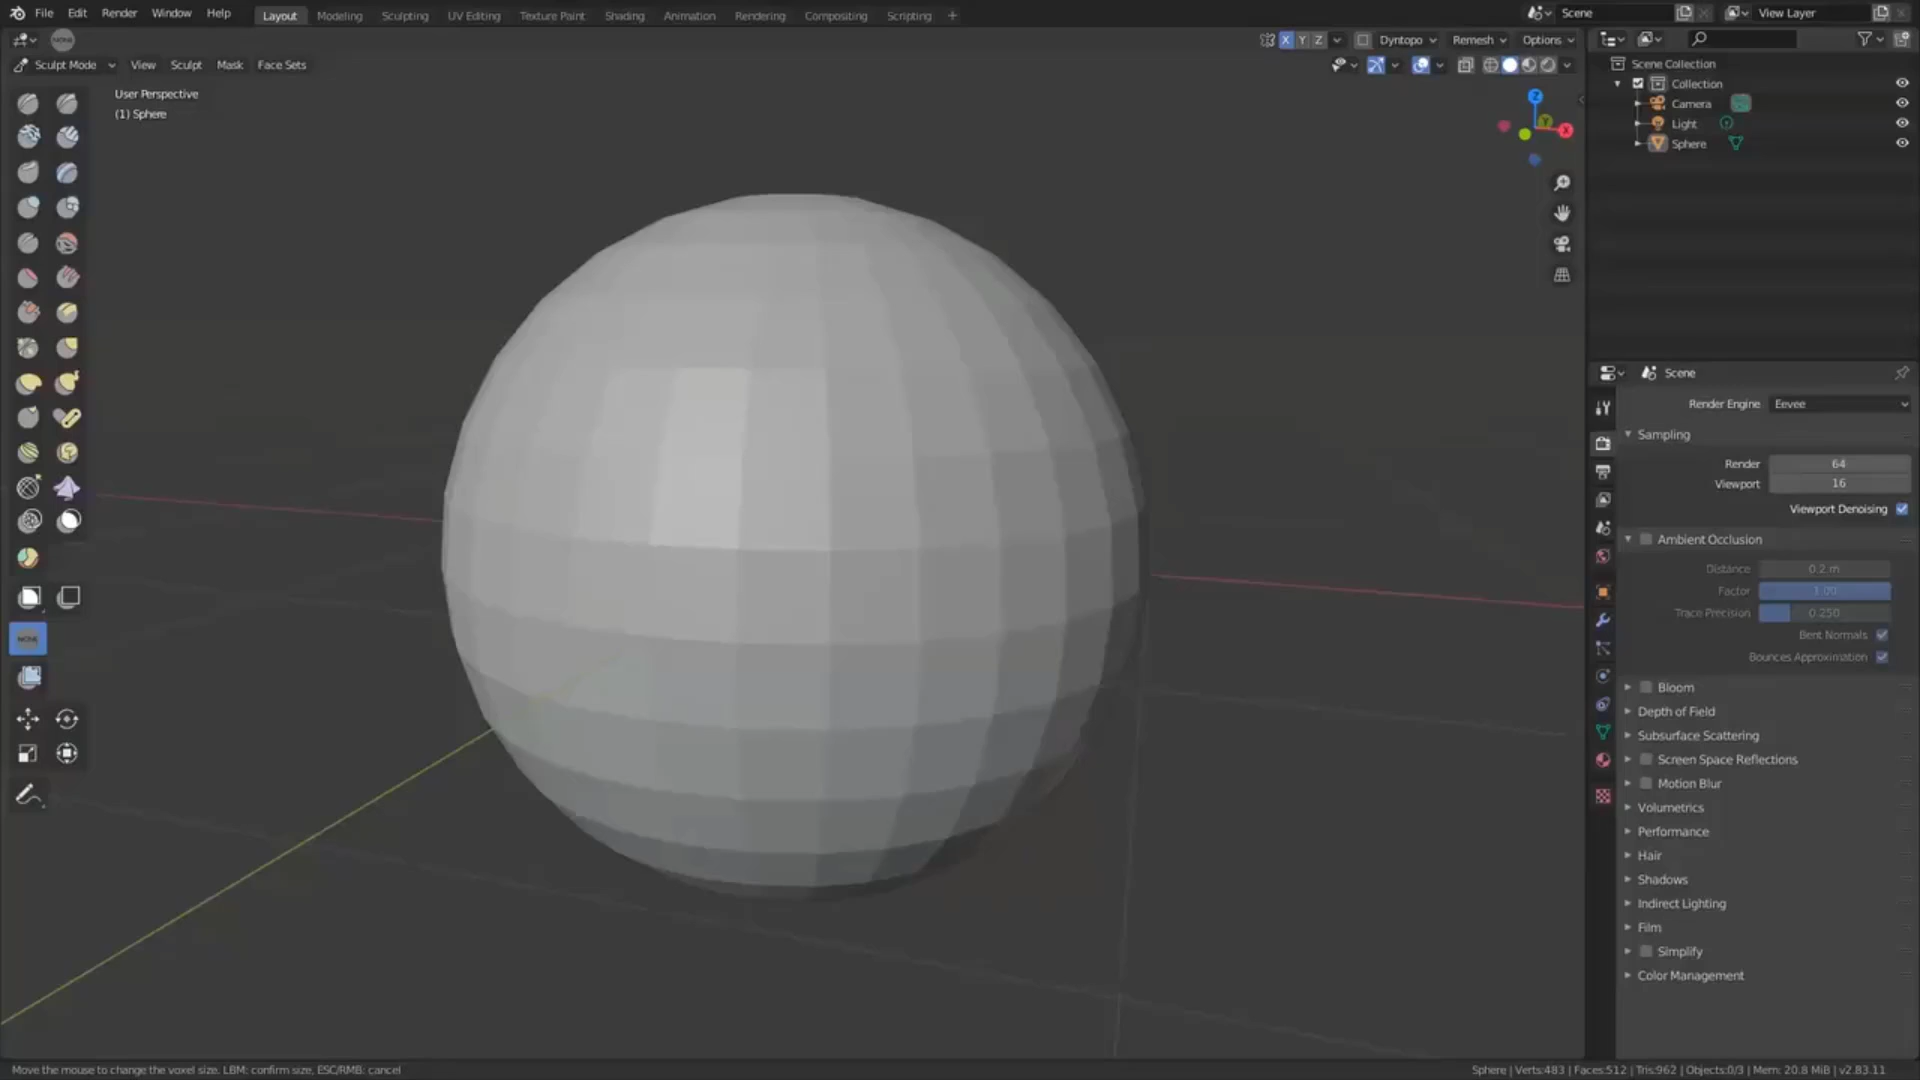 File Edit Render Window Help Layout Modeling Sculpting UV Editing Texture Paint Shading Animation Rendering Compositing Scripting + Scene View Layer
X Y Z Dyntopo Remesh Options
Sculpt Mode View Sculpt Mask Face Sets
User Perspective
(1) Sphere
Z
Y
X
NONE
Scene Collection
Collection
Camera
Light
Sphere
Scene
Render Engine Eevee
Sampling
Render 64
Viewport 16
Viewport Denoising
Ambient Occlusion
Distance 0.2 m
Factor 1.00
Trace Precision 0.250
Bent Normals
Bounces Approximation
Bloom
Depth of Field
Subsurface Scattering
Screen Space Reflections
Motion Blur
Volumetrics
Performance
Hair
Shadows
Indirect Lighting
Film
Simplify
Color Management
Move the mouse to change the voxel size. LBM: confirm size, ESC/RMB: cancel
Sphere | Verts:483 | Faces:512 | Tris:962 | Objects:0/3 | Mem: 20.8 MiB | v2.83.11